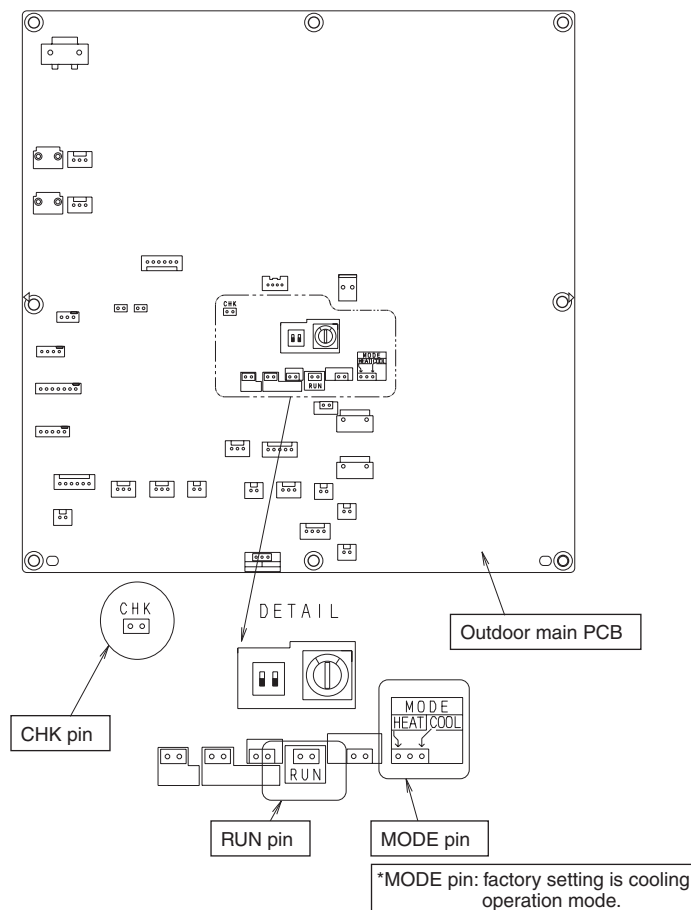 CHK
MODE
HEAT COOL
RUN
CHK
DETAIL
Outdoor main PCB
MODE
HEAT COOL
CHK pin
RUN
RUN pin
MODE pin
*MODE pin: factory setting is cooling
operation mode.